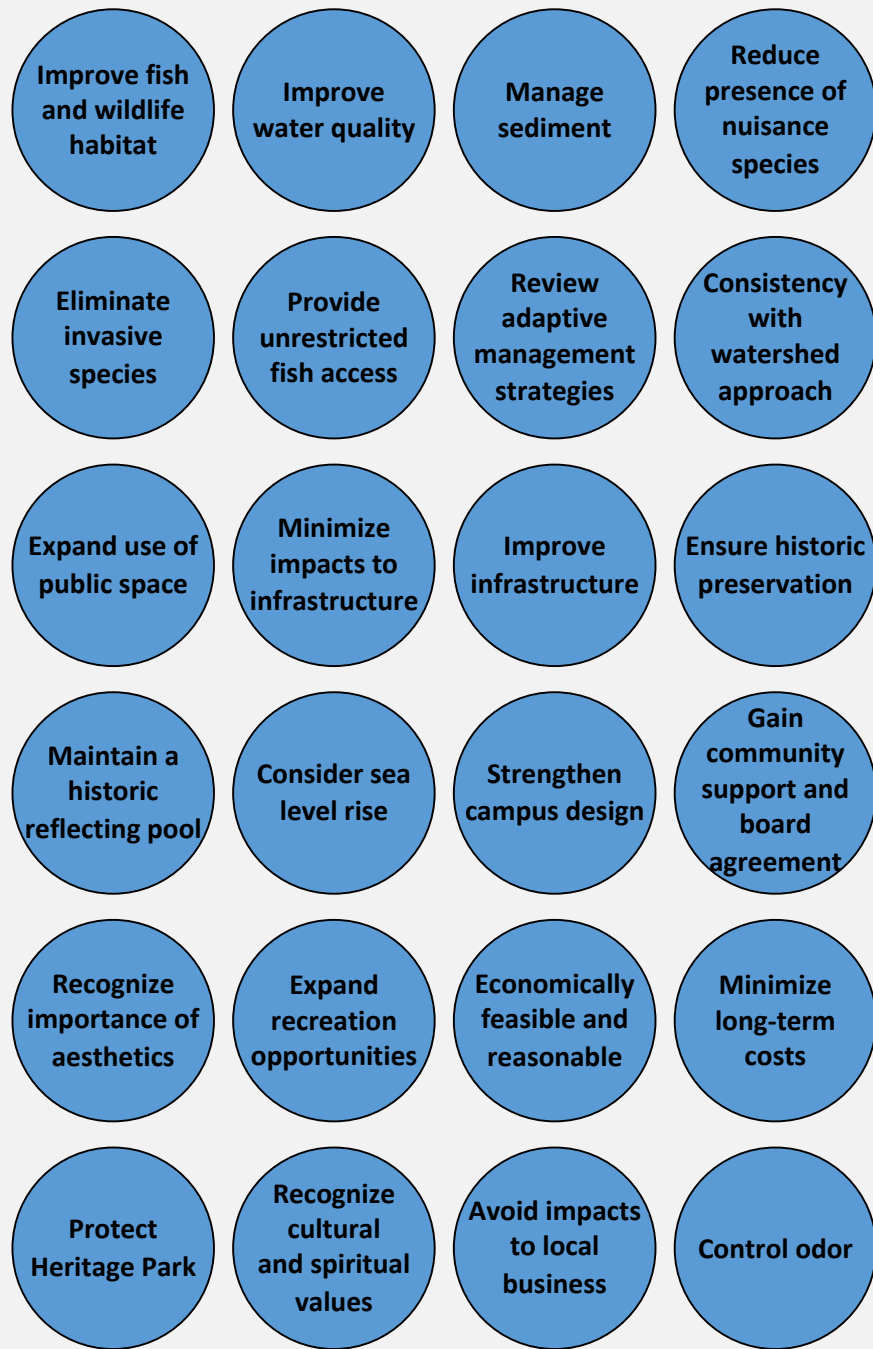 Improve fish
and wildlife
habitat
Improve
water quality
Manage
sediment
Reduce
presence of
nuisance
species
Eliminate
invasive
species
Provide
unrestricted
fish access
Review
adaptive
management
strategies
Consistency
with
watershed
approach
Expand use of
public space
Minimize
impacts to
infrastructure
Improve
infrastructure
Ensure historic
preservation
Maintain a
historic
reflecting pool
Consider sea
level rise
Strengthen
campus design
Gain
community
support and
board
agreement
Recognize
importance of
aesthetics
Expand
recreation
opportunities
Economically
feasible and
reasonable
Minimize
long-term
costs
Protect
Heritage Park
Recognize
cultural
and spiritual
values
Avoid impacts
to local
business
Control odor